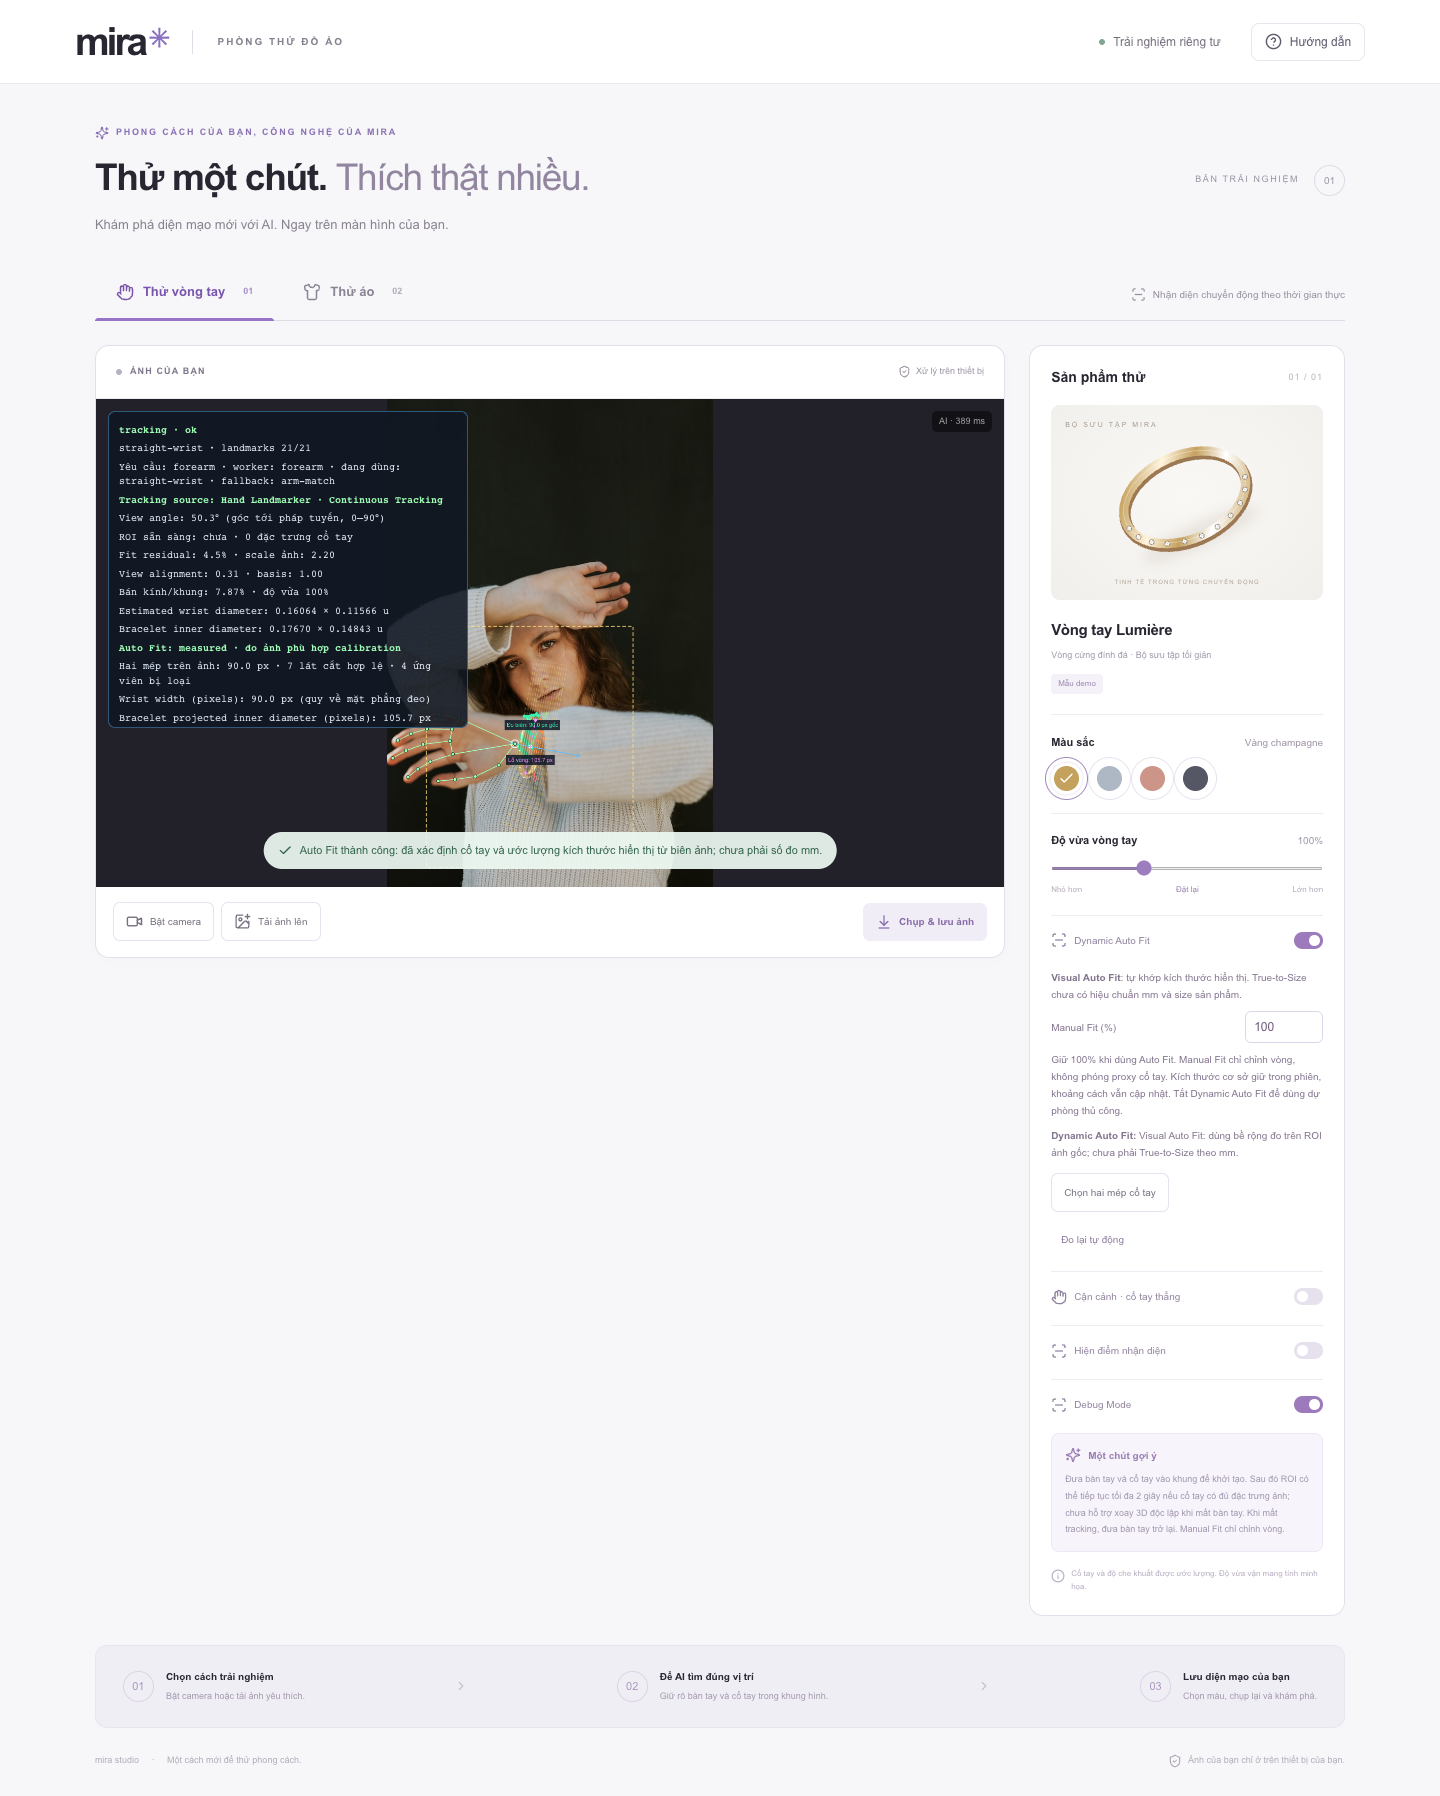 mira
PHÒNG THỬ ĐỒ ẢO
Trải nghiệm riêng tư
Hướng dẫn
PHONG CÁCH CỦA BẠN, CÔNG NGHỆ CỦA MIRA
Thử một chút. Thích thật nhiều.
BẢN TRẢI NGHIỆM 01
Khám phá diện mạo mới với AI. Ngay trên màn hình của bạn.
Thử vòng tay 01
Thử áo 02
Nhận diện chuyển động theo thời gian thực
ẢNH CỦA BẠN
Xử lý trên thiết bị
AI · 389 ms
tracking · ok
straight-wrist · landmarks 21/21
Yêu cầu: forearm · worker: forearm · đang dùng:
straight-wrist · fallback: arm-match
Tracking source: Hand Landmarker · Continuous Tracking
View angle: 50.3° (góc tới pháp tuyến, 0–90°)
ROI sẵn sàng: chưa · 0 đặc trưng cổ tay
Fit residual: 4.5% · scale ảnh: 2.20
View alignment: 0.31 · basis: 1.00
Bán kính/khung: 7.87% · độ vừa 100%
Estimated wrist diameter: 0.16064 × 0.11566 u
Bracelet inner diameter: 0.17670 × 0.14843 u
Auto Fit: measured · đo ảnh phù hợp calibration
Hai mép trên ảnh: 90.0 px · 7 lát cắt hợp lệ · 4 ứng
viên bị loại
Wrist width (pixels): 90.0 px (quy về mặt phẳng đeo)
Bracelet projected inner diameter (pixels): 105.7 px
Đo biên: 90.0 px gốc
Lỗ vòng: 105.7 px
Auto Fit thành công: đã xác định cổ tay và ước lượng kích thước hiển thị từ biên ảnh; chưa phải số đo mm.
Bật camera
Tải ảnh lên
Chụp & lưu ảnh
Sản phẩm thử
01 / 01
BỘ SƯU TẬP MIRA
TINH TẾ TRONG TỪNG CHUYỂN ĐỘNG
Vòng tay Lumière
Vòng cứng đính đá · Bộ sưu tập tối giản
Mẫu demo
Màu sắc
Vàng champagne
Độ vừa vòng tay
100%
Nhỏ hơn
Đặt lại
Lớn hơn
Dynamic Auto Fit
Visual Auto Fit: tự khớp kích thước hiển thị. True-to-Size
chưa có hiệu chuẩn mm và size sản phẩm.
Manual Fit (%)
100
Giữ 100% khi dùng Auto Fit. Manual Fit chỉ chỉnh vòng,
không phóng proxy cổ tay. Kích thước cơ sở giữ trong phiên,
khoảng cách vẫn cập nhật. Tắt Dynamic Auto Fit để dùng dự
phòng thủ công.
Dynamic Auto Fit: Visual Auto Fit: dùng bề rộng đo trên ROI
ảnh gốc; chưa phải True-to-Size theo mm.
Chọn hai mép cổ tay
Đo lại tự động
Cận cảnh · cổ tay thẳng
Hiện điểm nhận diện
Debug Mode
Một chút gợi ý
Đưa bàn tay và cổ tay vào khung để khởi tạo. Sau đó ROI có
thể tiếp tục tối đa 2 giây nếu cổ tay có đủ đặc trưng ảnh;
chưa hỗ trợ xoay 3D độc lập khi mất bàn tay. Khi mất
tracking, đưa bàn tay trở lại. Manual Fit chỉ chỉnh vòng.
Cổ tay và độ che khuất được ước lượng. Độ vừa vặn mang tính minh
họa.
01
Chọn cách trải nghiệm
Bật camera hoặc tải ảnh yêu thích.
02
Để AI tìm đúng vị trí
Giữ rõ bàn tay và cổ tay trong khung hình.
03
Lưu diện mạo của bạn
Chọn màu, chụp lại và khám phá.
mira studio · Một cách mới để thử phong cách.
Ảnh của bạn chỉ ở trên thiết bị của bạn.